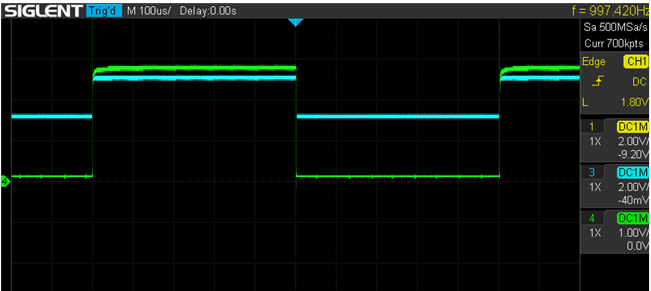 SIGLENT Trig'd M 100us/ Delay:0.00s f = 997.420Hz
Sa 500MSa/s
Curr 700kpts
Edge CH1
DC
L 1.80V
1 DC1M
1X 2.00V/
-9.20V
3 DC1M
1X 2.00V/
-40mV
4 DC1M
1X 1.00V/
0.0V
4